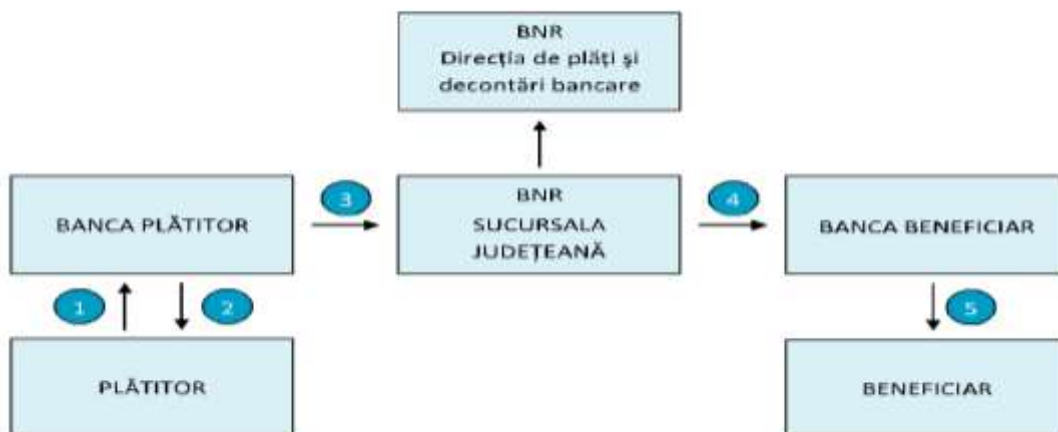 BNR
Direcția de plăți și
decontări bancare
3
4
BANCA PLĂTITOR
BNR
SUCURSALA
JUDEȚEANĂ
BANCA BENEFICIAR
1
2
5
PLĂTITOR
BENEFICIAR